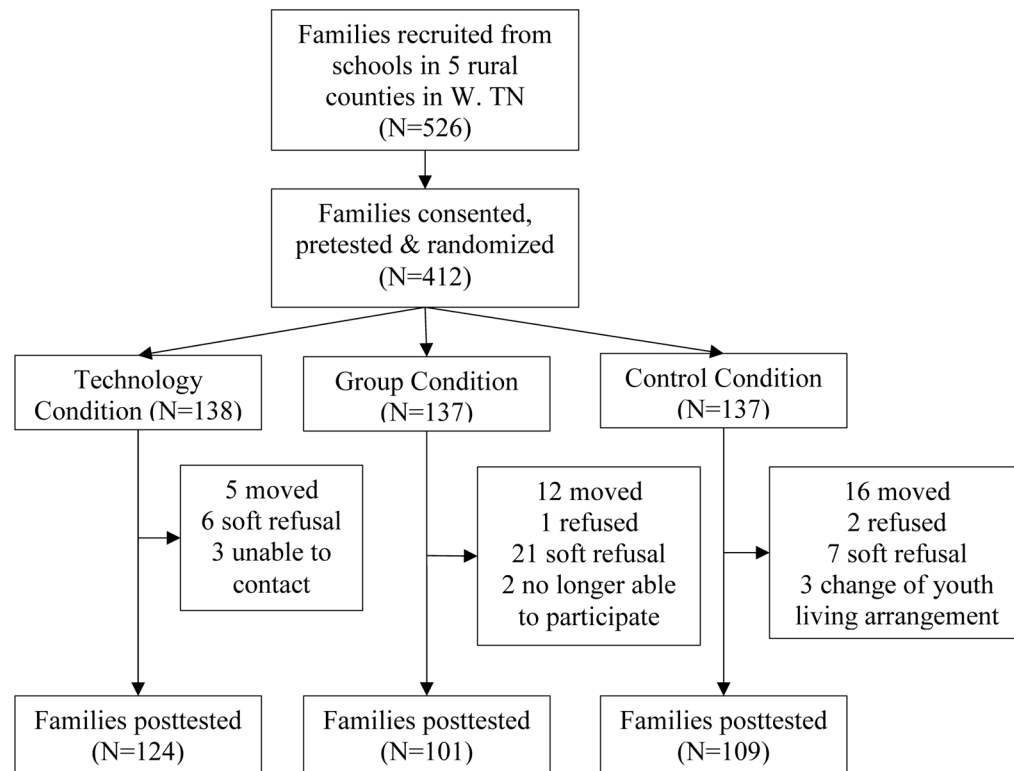 Families recruited from
schools in 5 rural
counties in W. TN
(N=526)
Families consented,
pretested & randomized
(N=412)
Technology
Condition (N=138)
Group Condition
(N=137)
Control Condition
(N=137)
5 moved
6 soft refusal
3 unable to
contact
12 moved
1 refused
21 soft refusal
2 no longer able
to participate
16 moved
2 refused
7 soft refusal
3 change of youth
living arrangement
Families posttested
(N=124)
Families posttested
(N=101)
Families posttested
(N=109)